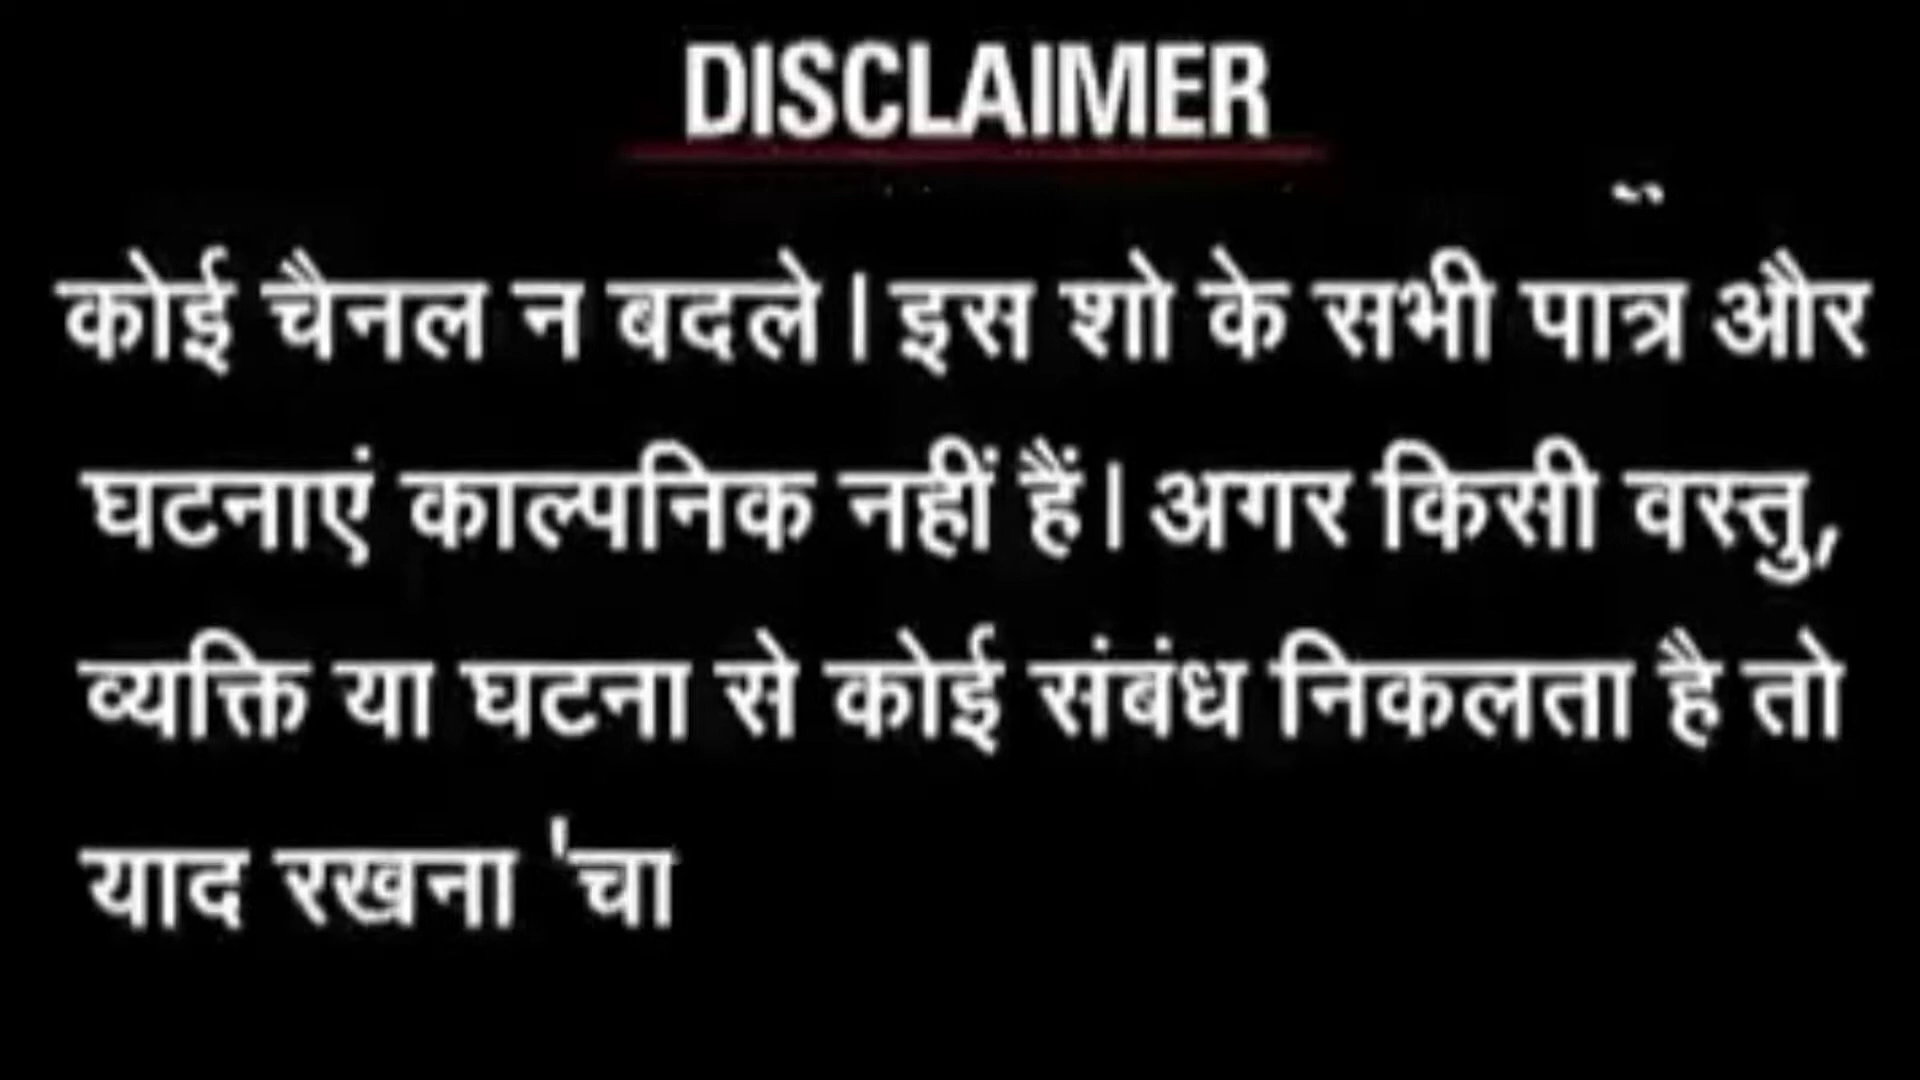 DISCLAIMER
कोई चैनल न बदले। इस शो के सभी पात्र और
घटनाएं काल्पनिक नहीं हैं। अगर किसी वस्तु,
व्यक्ति या घटना से कोई संबंध निकलता है तो
याद रखना 'चा